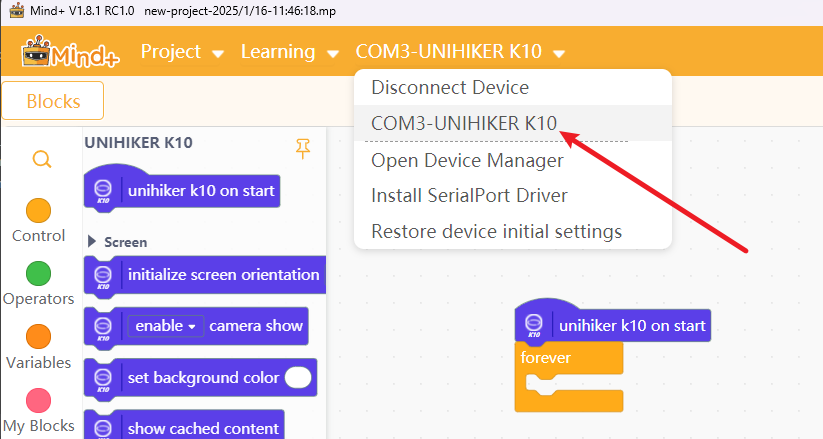 Mind+ V1.8.1 RC1.0 new-project-2025/1/16-11:46:18.mp
Mind+ Project Learning COM3-UNIHIKER K10
Disconnect Device
COM3-UNIHIKER K10
Open Device Manager
Install SerialPort Driver
Restore device initial settings
Blocks
Control
Operators
Variables
My Blocks
UNIHIKER K10
K10 unihiker k10 on start
Screen
K10 initialize screen orientation
K10 enable camera show
K10 set background color
K10 show cached content
K10 unihiker k10 on start
forever